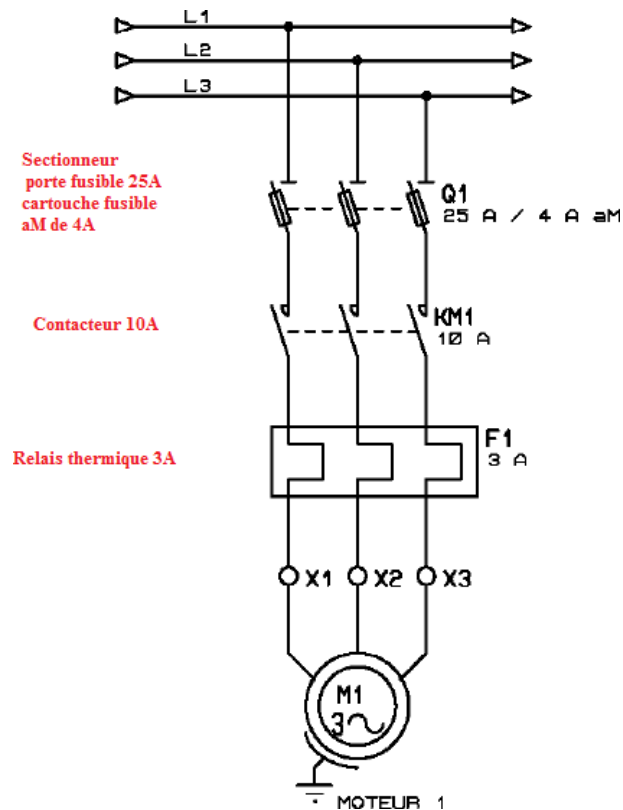 L1
L2
L3
Sectionneur
porte fusible 25A
cartouche fusible
aM de 4A
Q1
25 A / 4 A aM
Contacteur 10A
KM1
10 A
F1
Relais thermique 3A
3 A
X1 X2 X3
M1
3
MOTEUR 1